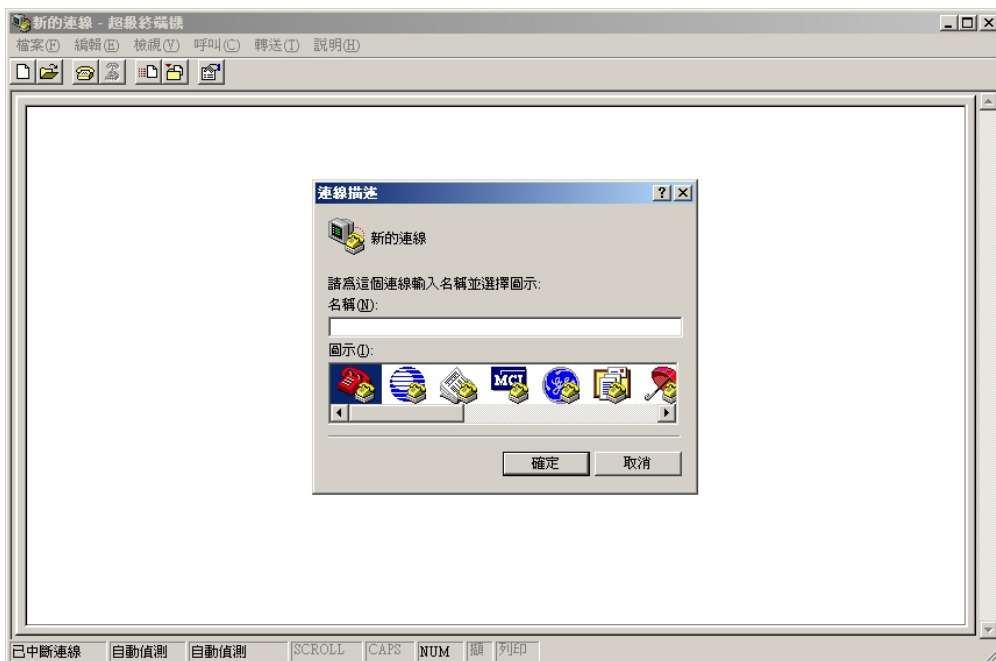 新的連線 - 超級終端機
檔案(F) 編輯(E) 檢視(V) 呼叫(C) 轉送(T) 說明(H)
連線描述
新的連線
請為這個連線輸入名稱並選擇圖示:
名稱(N):
圖示(I):
MCI
確定 取消
已中斷連線 自動偵測 自動偵測 SCROLL CAPS NUM 擷 列印